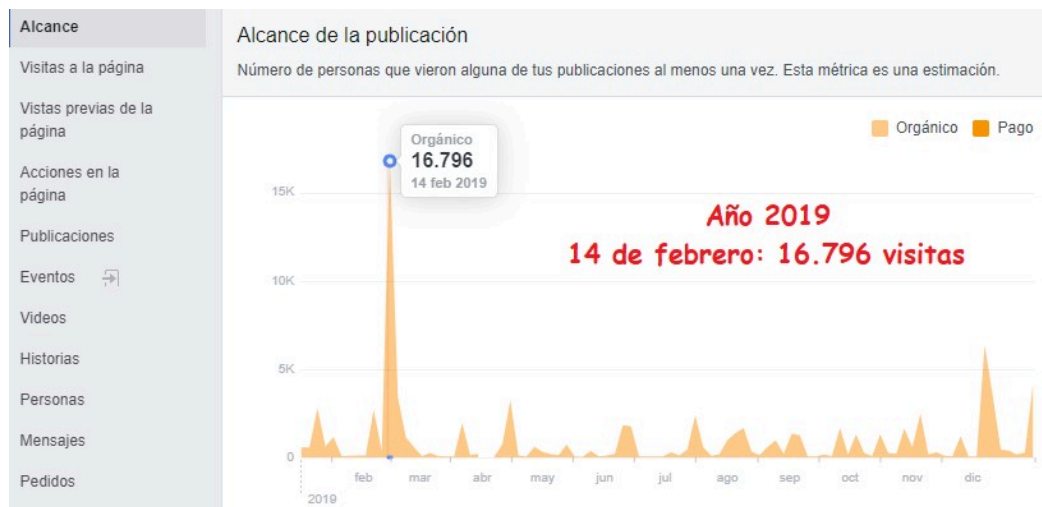 Alcance
Visitas a la página
Vistas previas de la
página
Acciones en la
página
Publicaciones
Eventos
Videos
Historias
Personas
Mensajes
Pedidos
Alcance de la publicación
Número de personas que vieron alguna de tus publicaciones al menos una vez. Esta métrica es una estimación.
Orgánico Pago
Orgánico
16.796
14 feb 2019
Año 2019
14 de febrero: 16.796 visitas
15K
10K
5K
0
feb mar abr may jun jul ago sep oct nov dic
2019